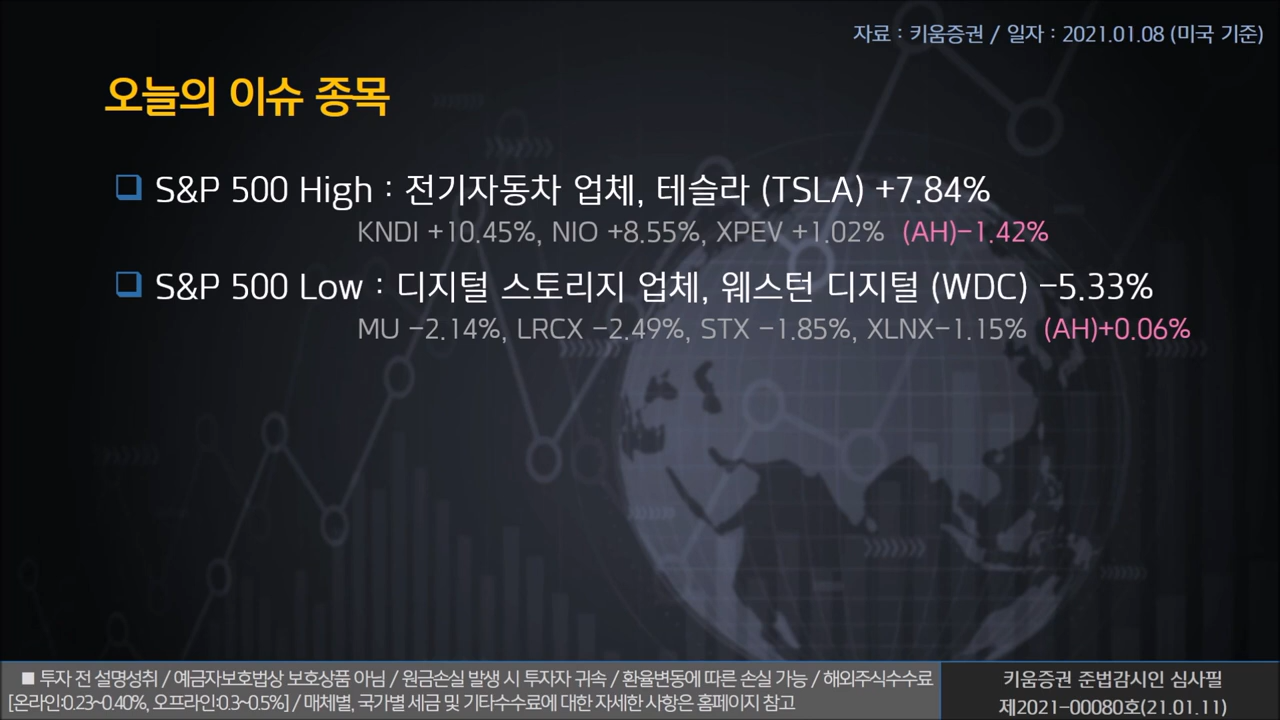 자료 : 키움증권 / 일자 : 2021.01.08 (미국 기준)
오늘의 이슈 종목
❑ S&P 500 High : 전기자동차 업체, 테슬라 (TSLA) +7.84%
KNDI +10.45%, NIO +8.55%, XPEV +1.02% (AH)-1.42%
❑ S&P 500 Low : 디지털 스토리지 업체, 웨스턴 디지털 (WDC) -5.33%
MU -2.14%, LRCX -2.49%, STX -1.85%, XLNX-1.15% (AH)+0.06%
■ 투자 전 설명성취 / 예금자보호법상 보호상품 아님 / 원금손실 발생 시 투자자 귀속 / 환율변동에 따른 손실 가능 / 해외주식수수료
[온라인:0.23~0.40%, 오프라인:0.3~0.5%] / 매체별, 국가별 세금 및 기타수수료에 대한 자세한 사항은 홈페이지 참고
키움증권 준법감시인 심사필
제2021-00080호(21.01.11)